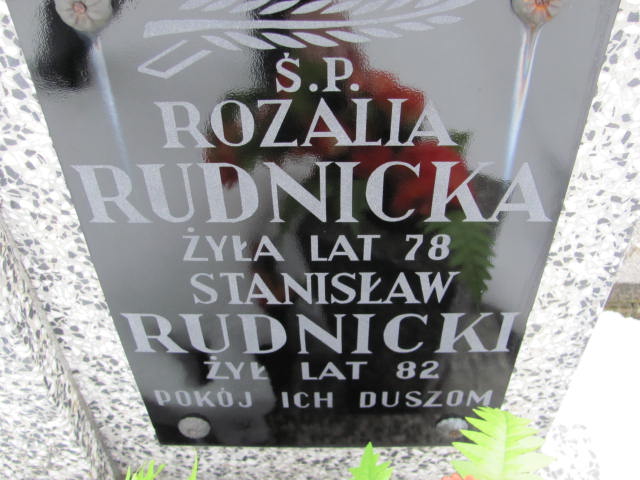 Ś.P.
ROZALIA
RUDNICKA
ŻYŁA LAT 78
STANISŁAW
RUDNICKI
ŻYŁ LAT 82
POKÓJ ICH DUSZOM